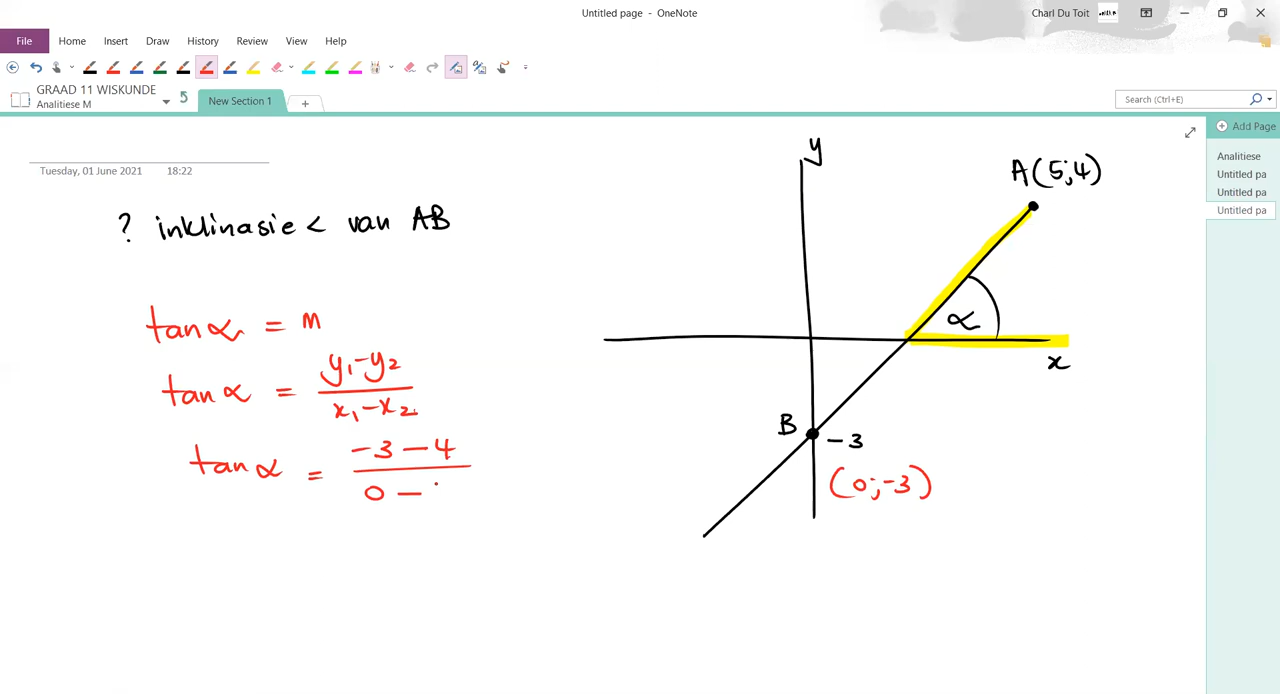 Untitled page - OneNote
Charl Du Toit
File Home Insert Draw History Review View Help
GRAAD 11 WISKUNDE
Analitiese M
New Section 1
+
Search (Ctrl+E)
Add Page
Analitiese
Untitled pa
Untitled pa
Untitled pa
Tuesday, 01 June 2021 18:22
? inklinasie < van AB
tan α = m
tan α = y₁-y₂ / x₁-x₂
tan α = -3-4 / 0-
y
A(5;4)
α
x
B
-3
(0;-3)